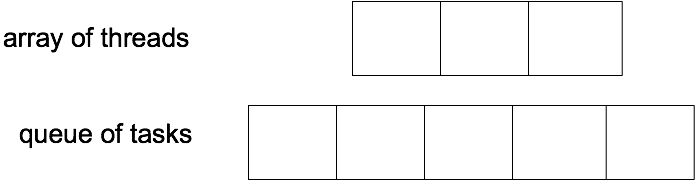 array of threads
queue of tasks